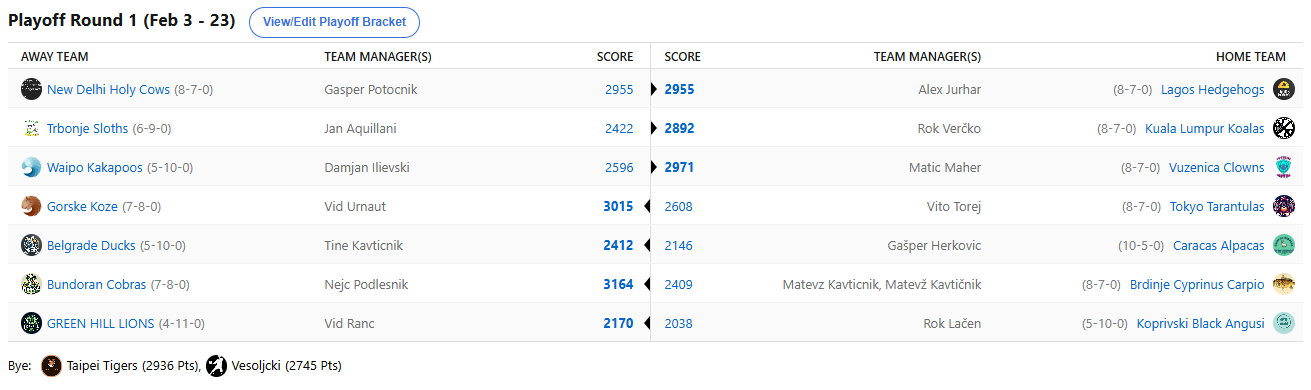 Playoff Round 1 (Feb 3 - 23) View/Edit Playoff Bracket
AWAY TEAM TEAM MANAGER(S) SCORE SCORE TEAM MANAGER(S) HOME TEAM
New Delhi Holy Cows (8-7-0) Gasper Potocnik 2955 2955 Alex Jurhar (8-7-0) Lagos Hedgehogs
Trbonje Sloths (6-9-0) Jan Aquillani 2422 2892 Rok Verčko (8-7-0) Kuala Lumpur Koalas
Waipo Kakapoos (5-10-0) Damjan Ilievski 2596 2971 Matic Maher (8-7-0) Vuzenica Clowns
Gorske Koze (7-8-0) Vid Urnaut 3015 2608 Vito Torej (8-7-0) Tokyo Tarantulas
Belgrade Ducks (5-10-0) Tine Kavticnik 2412 2146 Gašper Herkovic (10-5-0) Caracas Alpacas
Bundoran Cobras (7-8-0) Nejc Podlesnik 3164 2409 Matevz Kavticnik, Matevž Kavtičnik (8-7-0) Brdinje Cyprinus Carpio
GREEN HILL LIONS (4-11-0) Vid Ranc 2170 2038 Rok Lačen (5-10-0) Koprivski Black Angusi
Bye: Taipei Tigers (2936 Pts), Vesoljcki (2745 Pts)